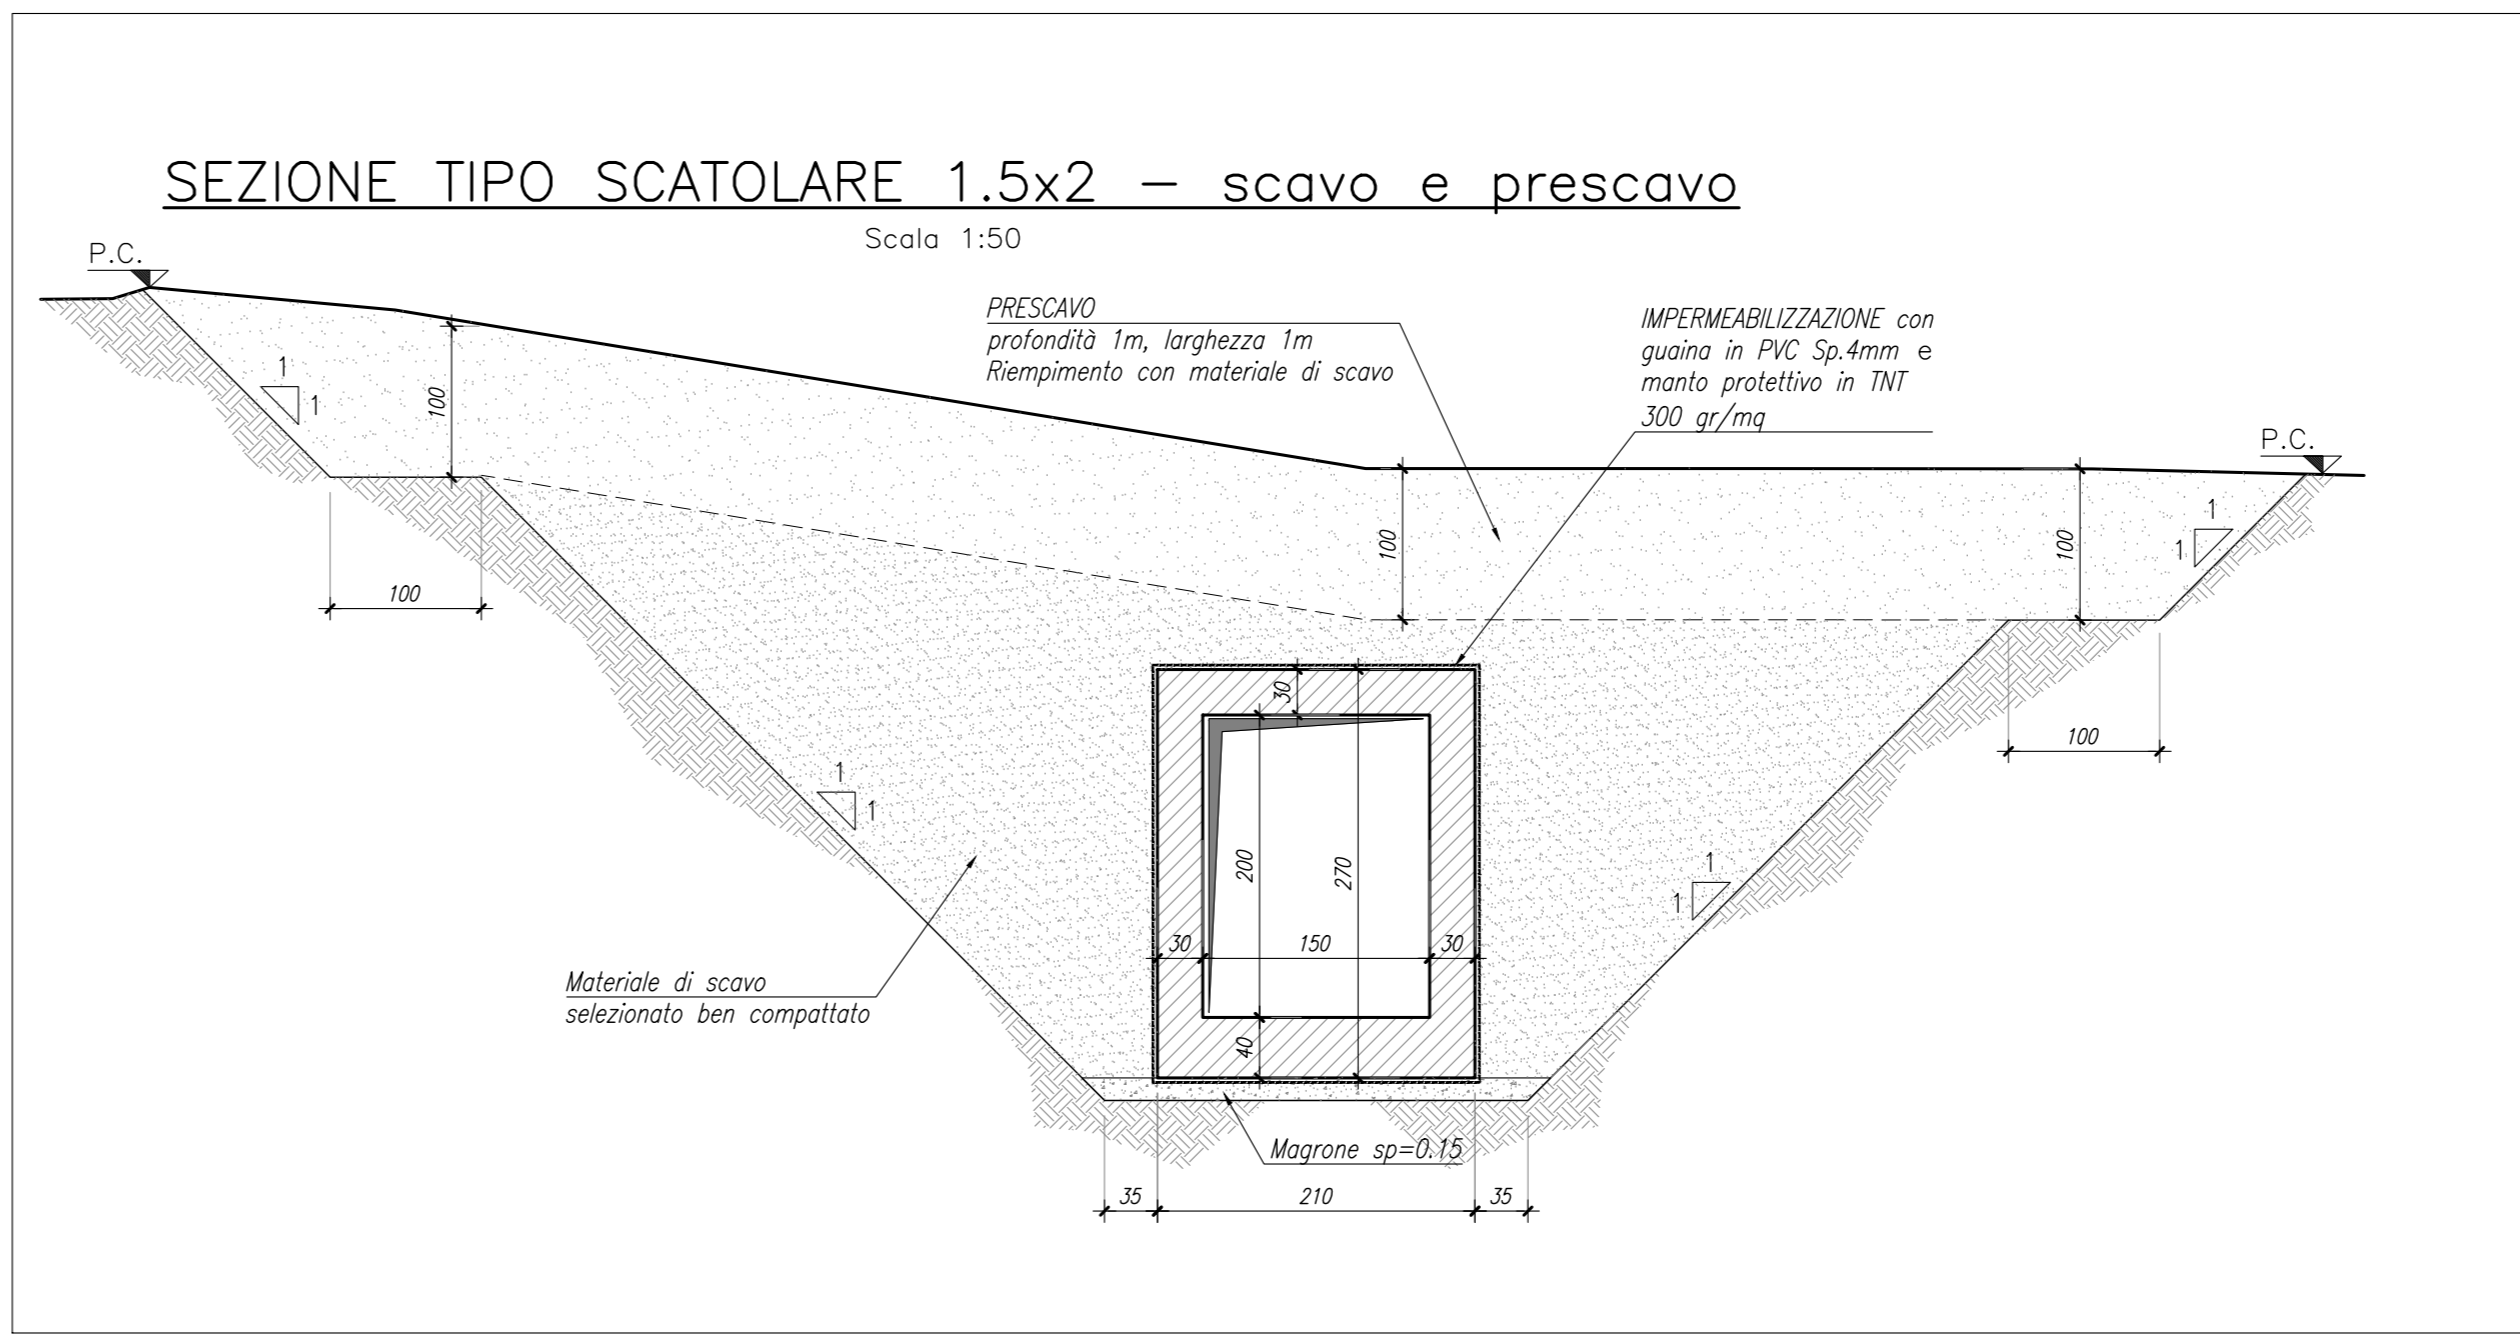 SEZIONE TIPO SCATOLARE 1.5x2 – scavo e prescavo
Scala 1:50
P.C.
PRESCAVO
profondità 1m, larghezza 1m
Riempimento con materiale di scavo
IMPERMEABILIZZAZIONE con
guaina in PVC Sp.4mm e
manto protettivo in TNT
300 gr/mq
P.C.
1
1
100
100
100
1
1
100
100
100
30
1
1
200
270
1
1
30
150
30
Materiale di scavo
selezionato ben compattato
40
Magrone sp=0.15
35
210
35